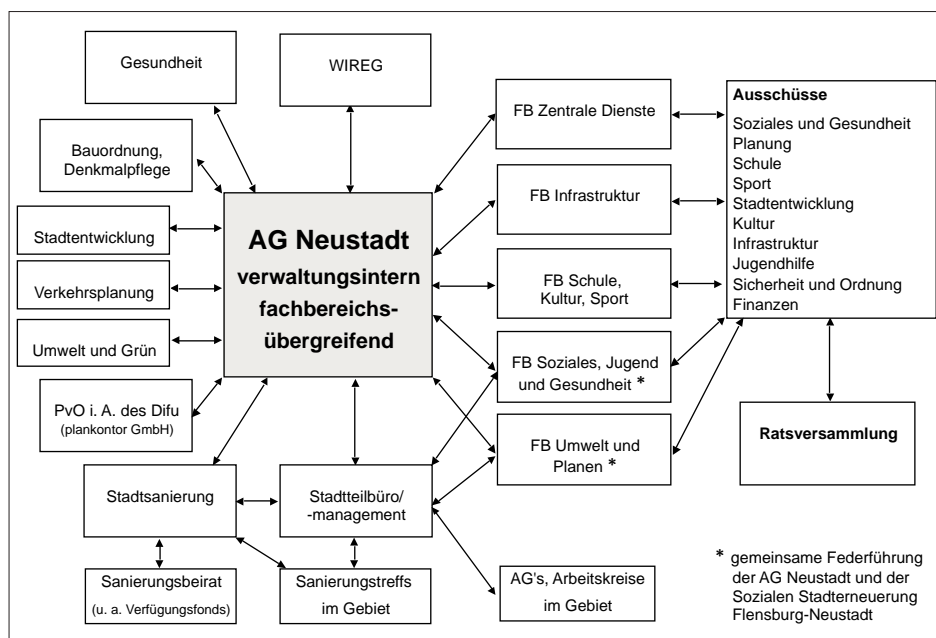 Gesundheit
WIREG
Bauordnung,
Denkmalpflege
Stadtentwicklung
Verkehrsplanung
Umwelt und Grün
PvO i. A. des Difu
(plankontor GmbH)
Stadtsanierung
Sanierungsbeirat
(u. a. Verfügungsfonds)
AG Neustadt
verwaltungsintern
fachbereichs-
übergreifend
Stadtteilbüro/
-management
Sanierungstreffs
im Gebiet
FB Zentrale Dienste
FB Infrastruktur
FB Schule,
Kultur, Sport
FB Soziales, Jugend
und Gesundheit *
FB Umwelt und
Planen *
AG's, Arbeitskreise
im Gebiet
Ausschüsse
Soziales und Gesundheit
Planung
Schule
Sport
Stadtentwicklung
Kultur
Infrastruktur
Jugendhilfe
Sicherheit und Ordnung
Finanzen
Ratsversammlung
* gemeinsame Federführung
der AG Neustadt und der
Sozialen Stadterneuerung
Flensburg-Neustadt